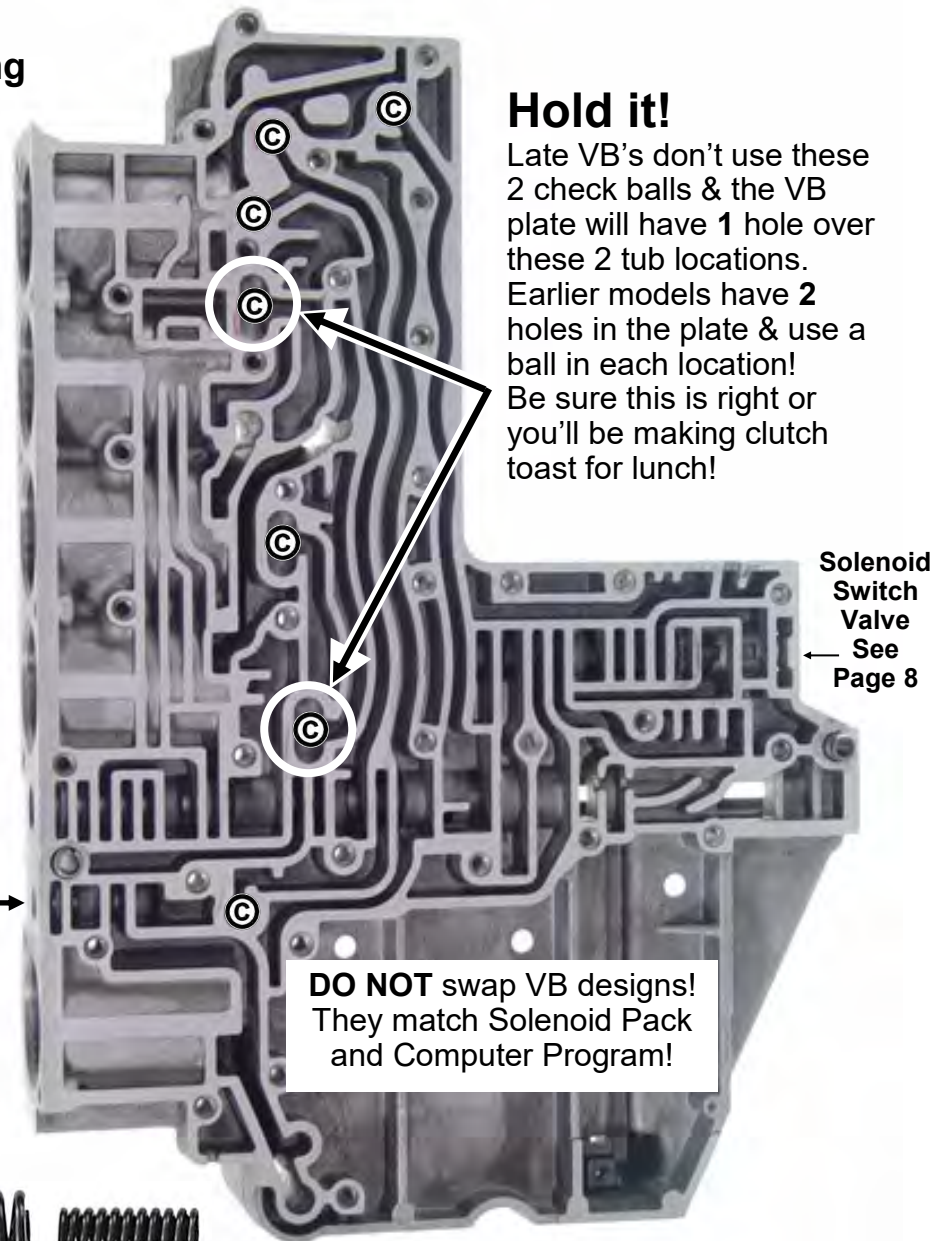 ng
Hold it!
Late VB's don't use these
2 check balls & the VB
plate will have 1 hole over
these 2 tub locations.
Earlier models have 2
holes in the plate & use a
ball in each location!
Be sure this is right or
you'll be making clutch
toast for lunch!
C
C
C
C
C
C
C
Solenoid
Switch
Valve
See
Page 8
DO NOT swap VB designs!
They match Solenoid Pack
and Computer Program!